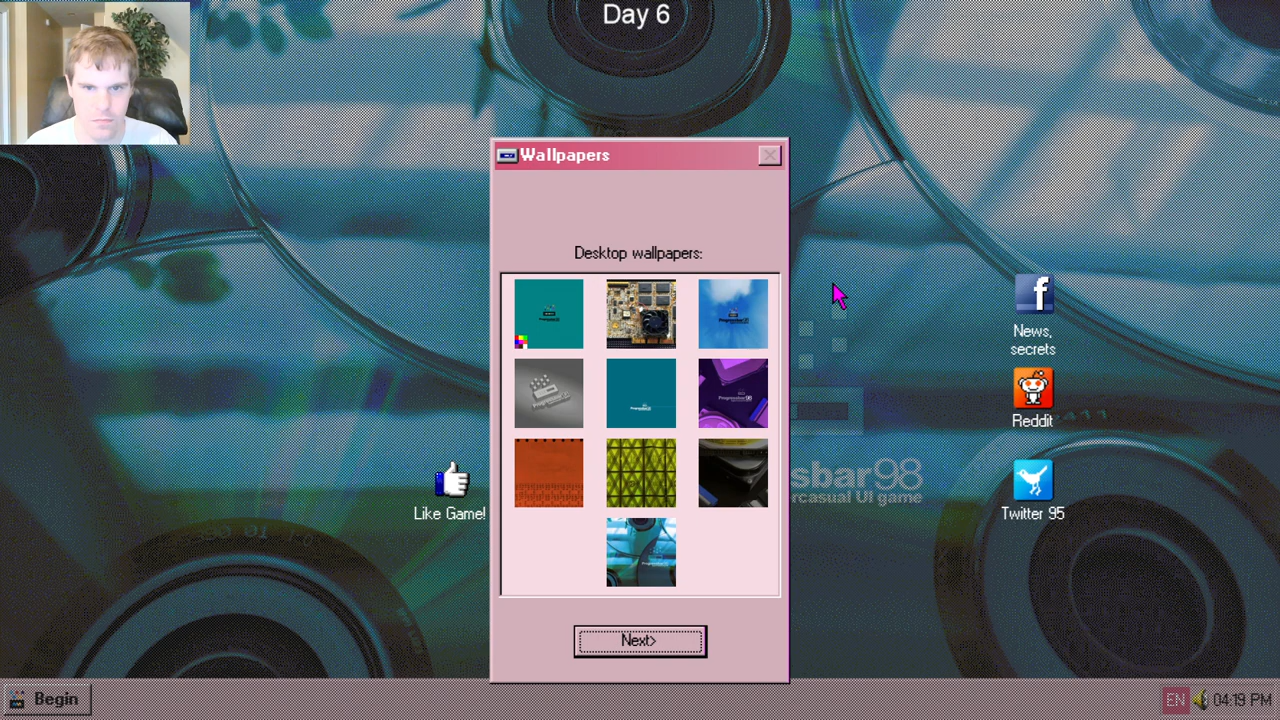 Day 6
Wallpapers
Desktop wallpapers:
News,
secrets
Reddit
sbar98
rcasual UI game
Like Game!
Twitter 95
Next>
Begin
EN
04:19 PM